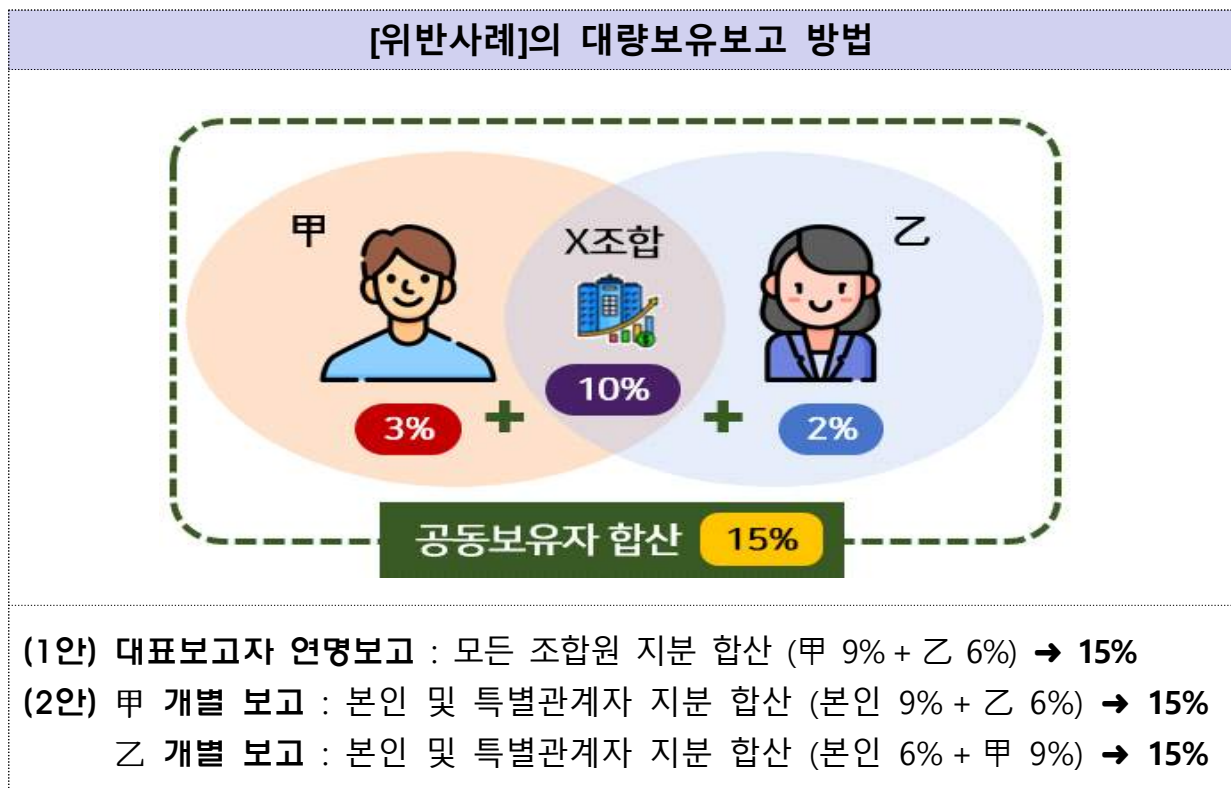 [위반사례]의 대량보유보고 방법
甲 X조합 乙
10%
3% + + 2%
공동보유자 합산 15%
(1안) 대표보고자 연명보고 : 모든 조합원 지분 합산 (甲 9% + 乙 6%) ➜ 15%
(2안) 甲 개별 보고 : 본인 및 특별관계자 지분 합산 (본인 9% + 乙 6%) ➜ 15%
乙 개별 보고 : 본인 및 특별관계자 지분 합산 (본인 6% + 甲 9%) ➜ 15%